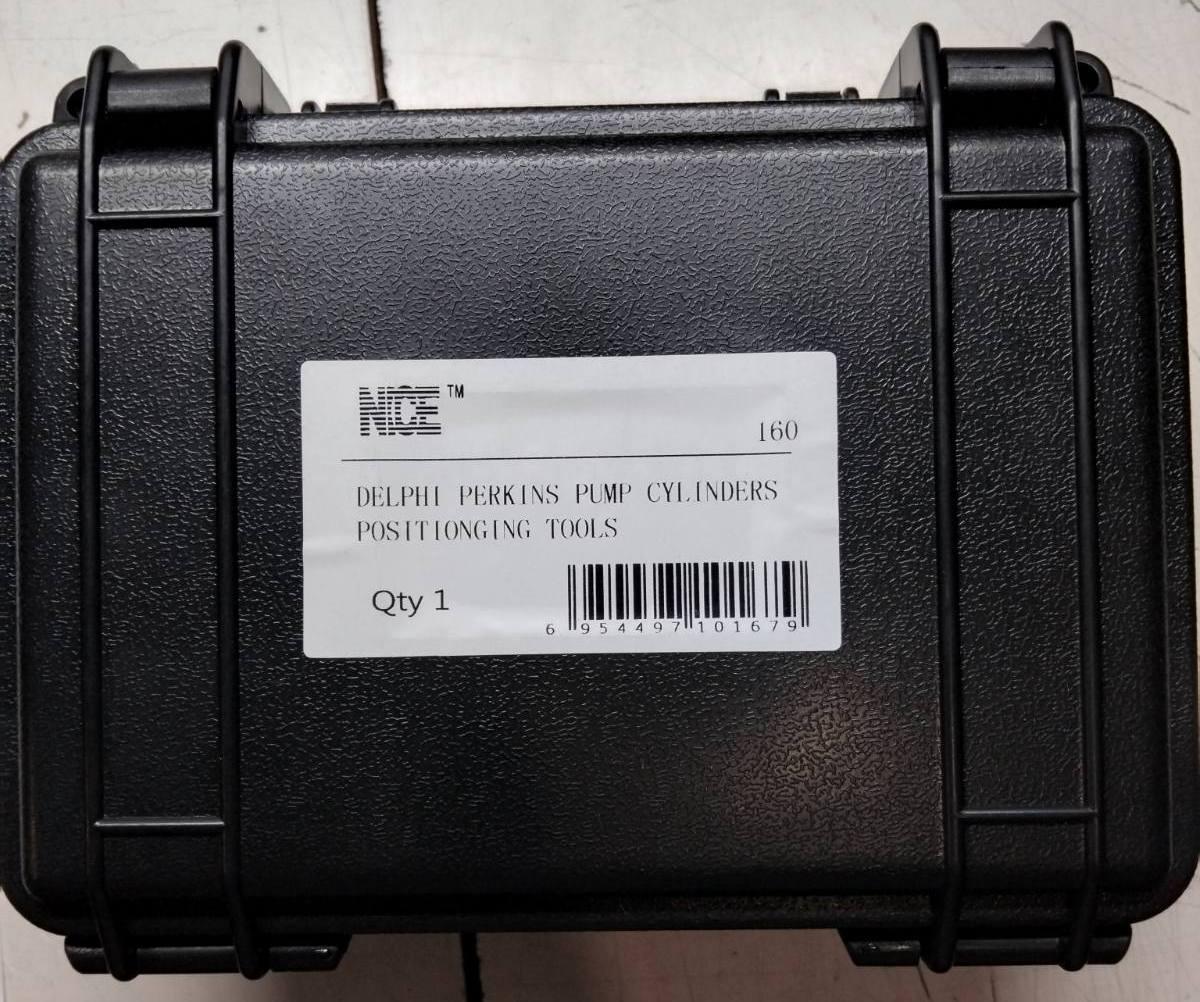 NICE™
160
DELPHI PERKINS PUMP CYLINDERS
POSITIONGING TOOLS
Qty 1
6 954497 101679